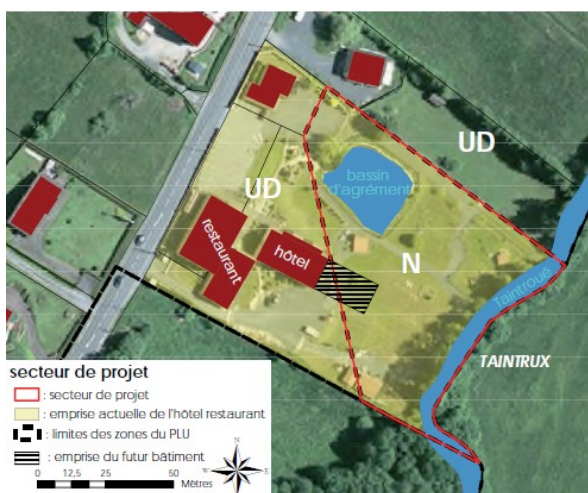 UD
bassin
d'agrément
UD
restaurant
hôtel
N
Taintroué
TAINTRUX
secteur de projet
: secteur de projet
: emprise actuelle de l'hôtel restaurant
: limites des zones du PLU
: emprise du futur bâtiment
0 12,5 25 50
Mètres
N
W E
S